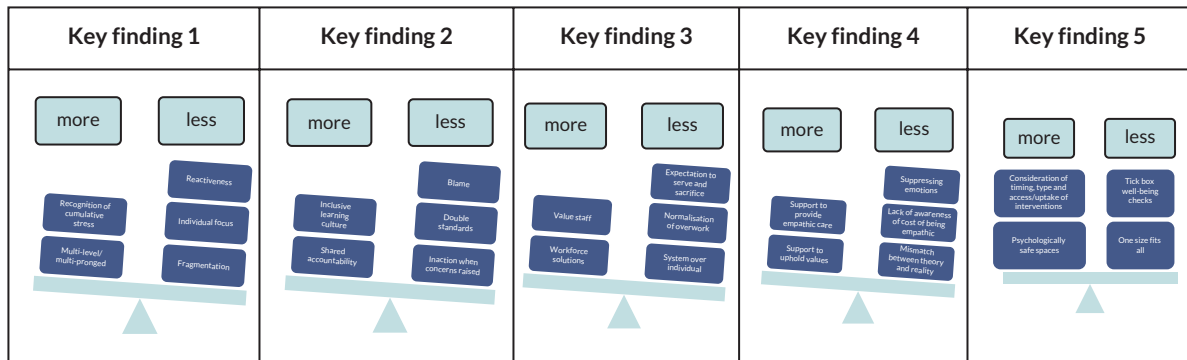 Key finding 1
more
less
Recognition of
cumulative
stress
Multi-level/
multi-pronged
Reactiveness
Individual focus
Fragmentation
Key finding 2
more
less
Inclusive
learning
culture
Shared
accountability
Blame
Double
standards
Inaction when
concerns raised
Key finding 3
more
less
Value staff
Workforce
solutions
Expectation to
serve and
sacrifice
Normalisation
of overwork
System over
individual
Key finding 4
more
less
Support to
provide
empathic care
Support to
uphold values
Suppressing
emotions
Lack of awareness
of cost of being
empathic
Mismatch
between theory
and reality
Key finding 5
more
less
Consideration of
timing, type and
access/uptake of
interventions
Psychologically
safe spaces
Tick box
well-being
checks
One size fits
all